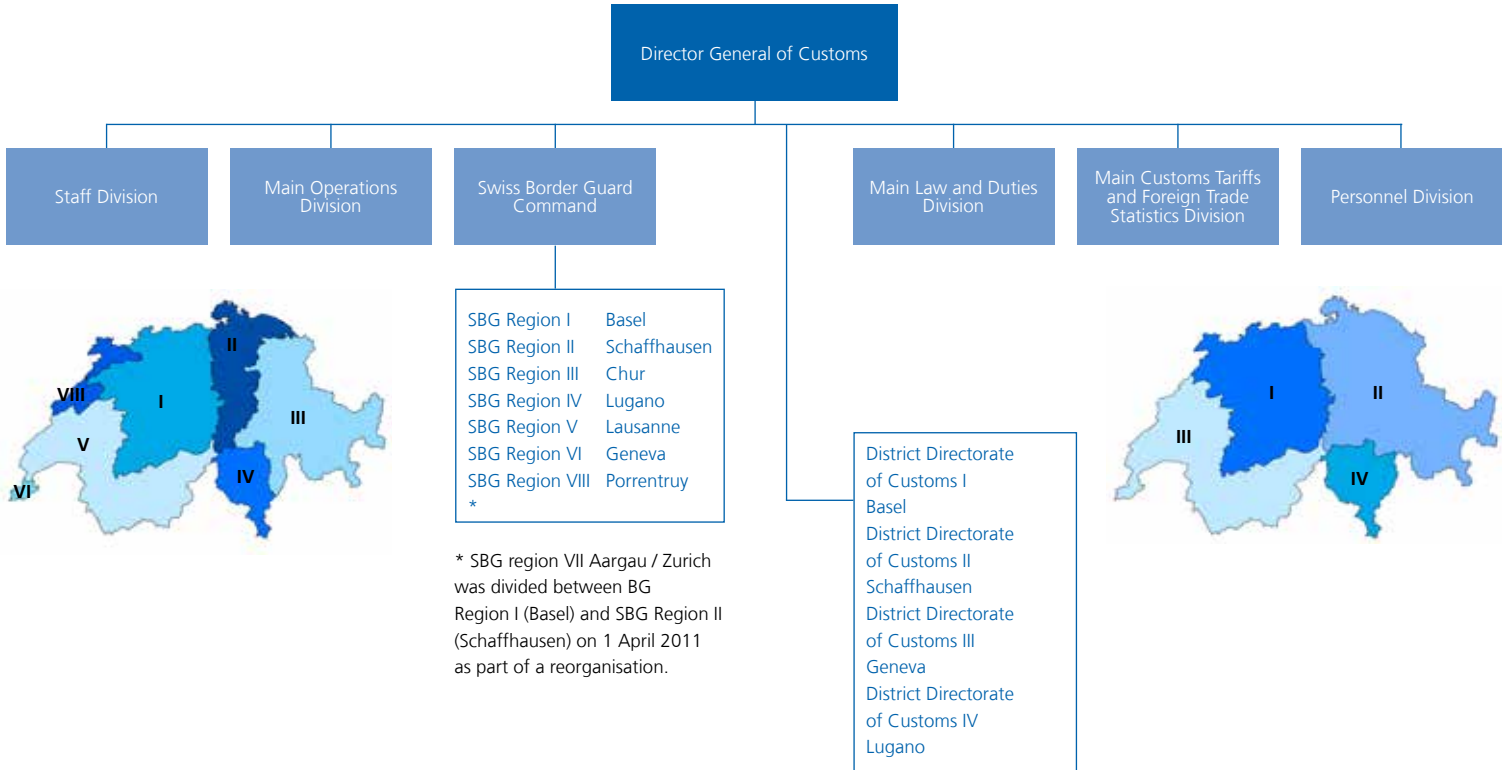 Director General of Customs
Staff Division
Main Operations
Division
Swiss Border Guard
Command
Main Law and Duties
Division
Main Customs Tariffs
and Foreign Trade
Statistics Division
Personnel Division
I
II
III
IV
V
VI
VIII
SBG Region I Basel
SBG Region II Schaffhausen
SBG Region III Chur
SBG Region IV Lugano
SBG Region V Lausanne
SBG Region VI Geneva
SBG Region VIII Porrentruy
*
* SBG region VII Aargau / Zurich
was divided between BG
Region I (Basel) and SBG Region II
(Schaffhausen) on 1 April 2011
as part of a reorganisation.
District Directorate
of Customs I
Basel
District Directorate
of Customs II
Schaffhausen
District Directorate
of Customs III
Geneva
District Directorate
of Customs IV
Lugano
I
II
III
IV